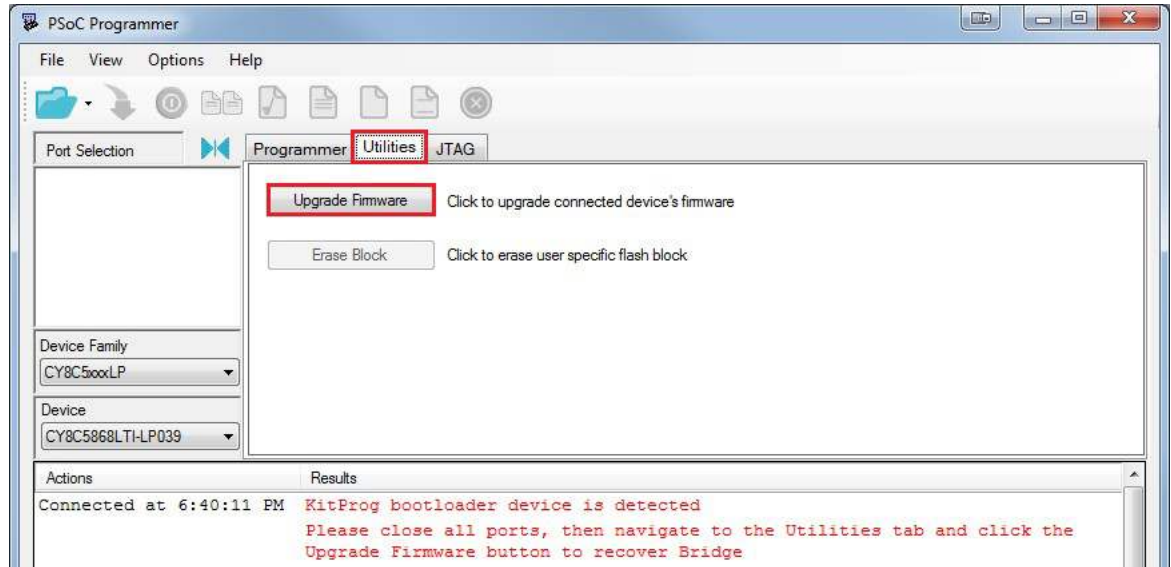 PSoC Programmer
File View Options Help
Port Selection
Programmer Utilities JTAG
Upgrade Firmware Click to upgrade connected device's firmware
Erase Block Click to erase user specific flash block
Device Family
CY8C5xxxLP
Device
CY8C5868LTI-LP039
Actions Results
Connected at 6:40:11 PM KitProg bootloader device is detected
Please close all ports, then navigate to the Utilities tab and click the
Upgrade Firmware button to recover Bridge